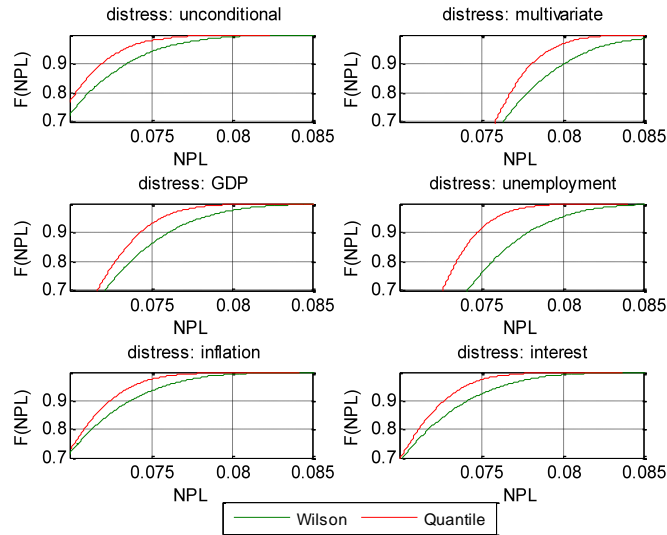 distress: unconditional
F(NPL)
0.9
0.8
0.7
0.075
0.08
0.085
NPL
distress: multivariate
F(NPL)
0.9
0.8
0.7
0.075
0.08
0.085
NPL
distress: GDP
F(NPL)
0.9
0.8
0.7
0.075
0.08
0.085
NPL
distress: unemployment
F(NPL)
0.9
0.8
0.7
0.075
0.08
0.085
NPL
distress: inflation
F(NPL)
0.9
0.8
0.7
0.075
0.08
0.085
NPL
distress: interest
F(NPL)
0.9
0.8
0.7
0.075
0.08
0.085
NPL
Wilson
Quantile